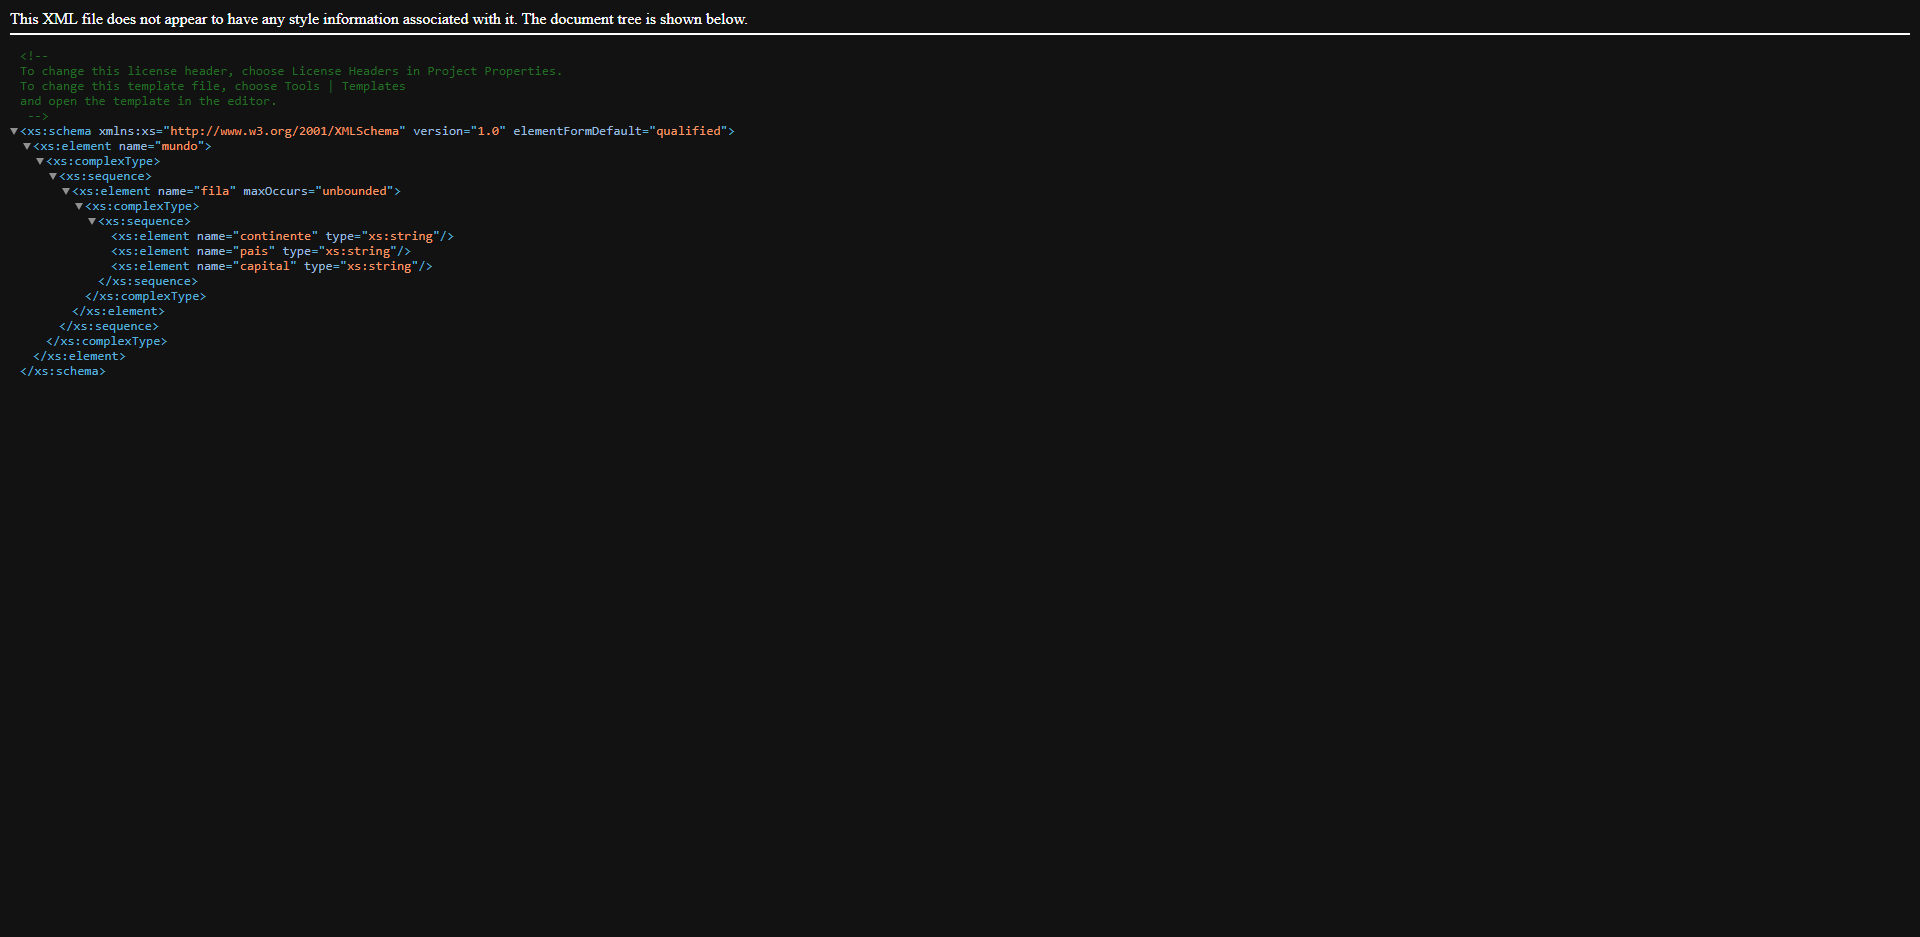 This XML file does not appear to have any style information associated with it. The document tree is shown below.
<!--
To change this license header, choose License Headers in Project Properties.
To change this template file, choose Tools | Templates
and open the template in the editor.
-->
▼<xs:schema xmlns:xs="http://www.w3.org/2001/XMLSchema" version="1.0" elementFormDefault="qualified">
▼<xs:element name="mundo">
▼<xs:complexType>
▼<xs:sequence>
▼<xs:element name="fila" maxOccurs="unbounded">
▼<xs:complexType>
▼<xs:sequence>
<xs:element name="continente" type="xs:string"/>
<xs:element name="pais" type="xs:string"/>
<xs:element name="capital" type="xs:string"/>
</xs:sequence>
</xs:complexType>
</xs:element>
</xs:sequence>
</xs:complexType>
</xs:element>
</xs:schema>